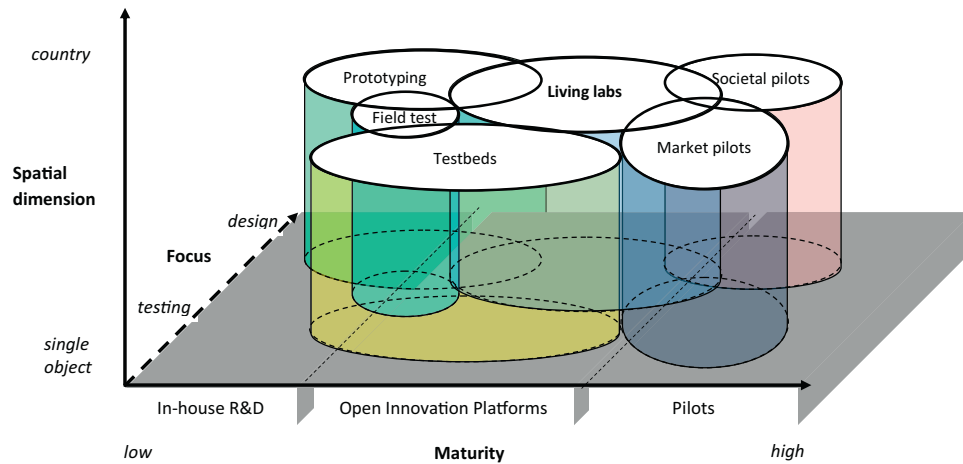 country
Prototyping
Living labs
Societal pilots
Field test
Testbeds
Market pilots
Spatial
dimension
design
Focus
testing
single
object
In-house R&D
Open Innovation Platforms
Pilots
low
Maturity
high